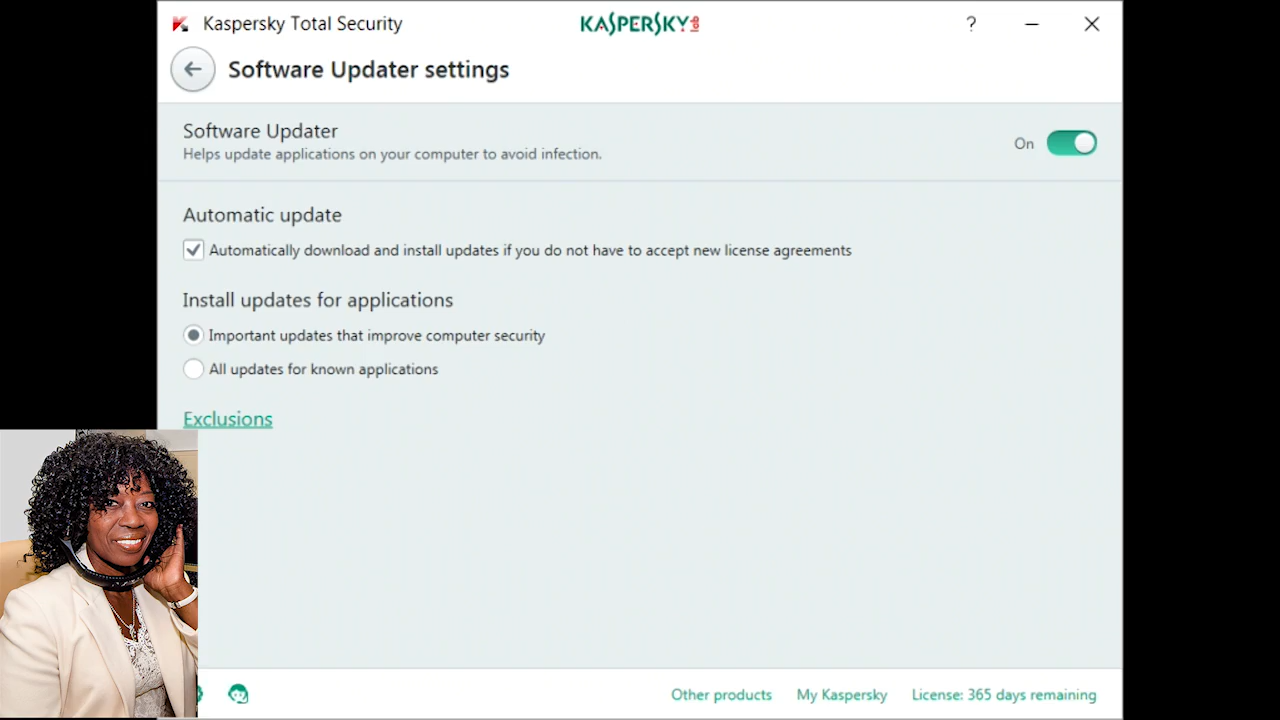 Kaspersky Total Security
KASPERSKY lab
?
Software Updater settings
Software Updater
On
Helps update applications on your computer to avoid infection.
Automatic update
Automatically download and install updates if you do not have to accept new license agreements
Install updates for applications
Important updates that improve computer security
All updates for known applications
Exclusions
Other products My Kaspersky License: 365 days remaining